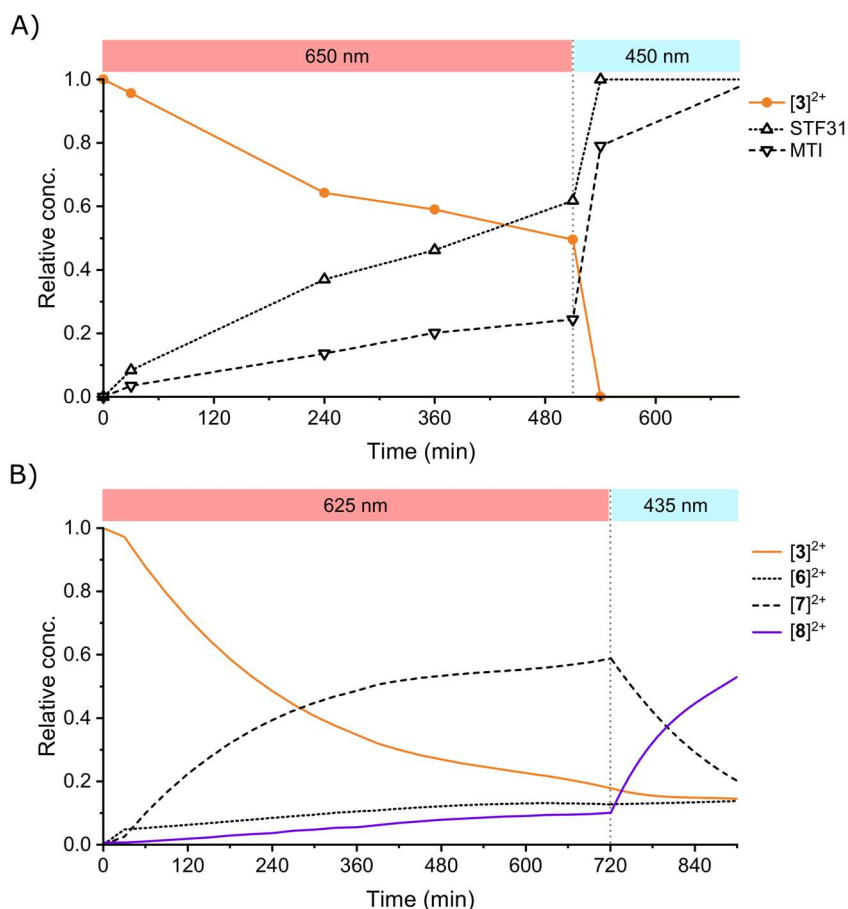 A)
650 nm
450 nm
1.0
0.8
0.6
0.4
0.2
0.0
Relative conc.
0
120
240
360
480
600
Time (min)
[3]²⁺
STF31
MTI
B)
625 nm
435 nm
1.0
0.8
0.6
0.4
0.2
0.0
Relative conc.
0
120
240
360
480
600
720
840
Time (min)
[3]²⁺
[6]²⁺
[7]²⁺
[8]²⁺